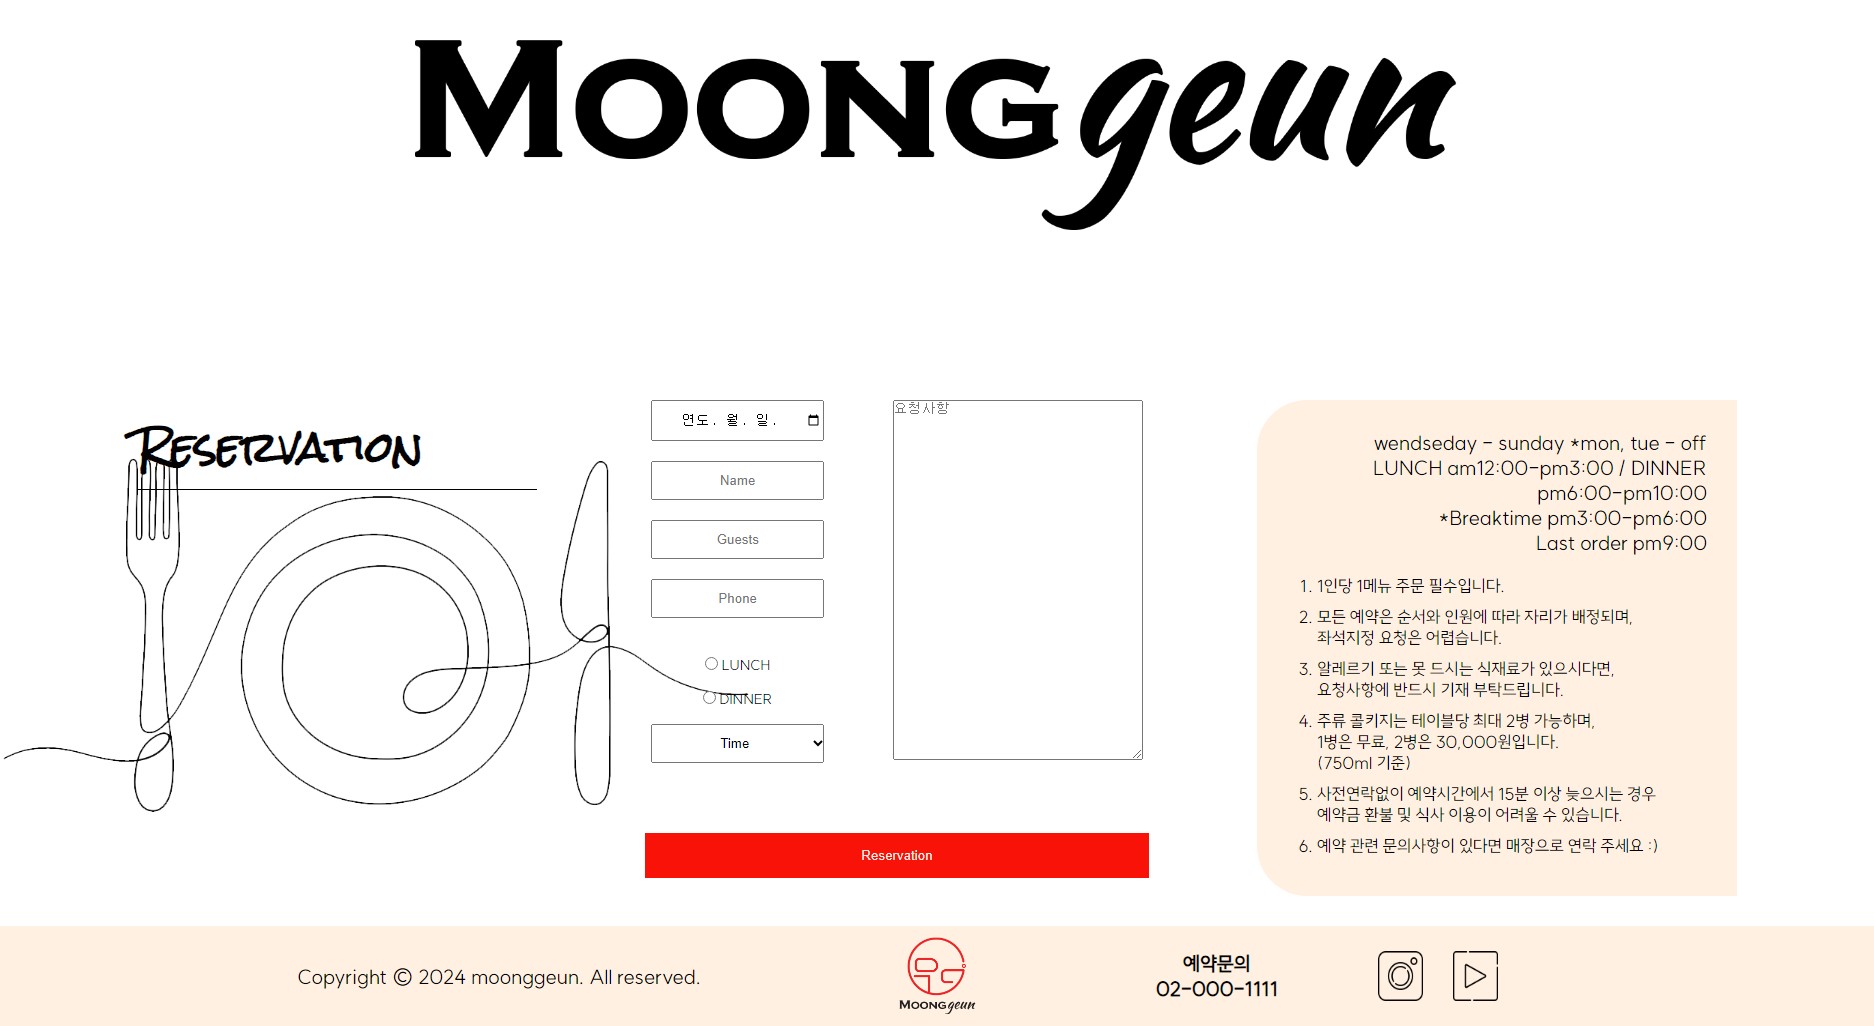 MOONGgeun
RESERVATION
연도. 월. 일.
Name
Guests
Phone
LUNCH
DINNER
Time
요청사항
Reservation
wendseday - sunday *mon, tue - off
LUNCH am12:00-pm3:00 / DINNER
pm6:00-pm10:00
*Breaktime pm3:00-pm6:00
Last order pm9:00
1. 1인당 1메뉴 주문 필수입니다.
2. 모든 예약은 순서와 인원에 따라 자리가 배정되며,
좌석지정 요청은 어렵습니다.
3. 알레르기 또는 못 드시는 식재료가 있으시다면,
요청사항에 반드시 기재 부탁드립니다.
4. 주류 콜키지는 테이블당 최대 2병 가능하며,
1병은 무료, 2병은 30,000원입니다.
(750ml 기준)
5. 사전연락없이 예약시간에서 15분 이상 늦으시는 경우
예약금 환불 및 식사 이용이 어려울 수 있습니다.
6. 예약 관련 문의사항이 있다면 매장으로 연락 주세요 :)
Copyright © 2024 moonggeun. All reserved.
MOONGgeun
예약문의
02-000-1111